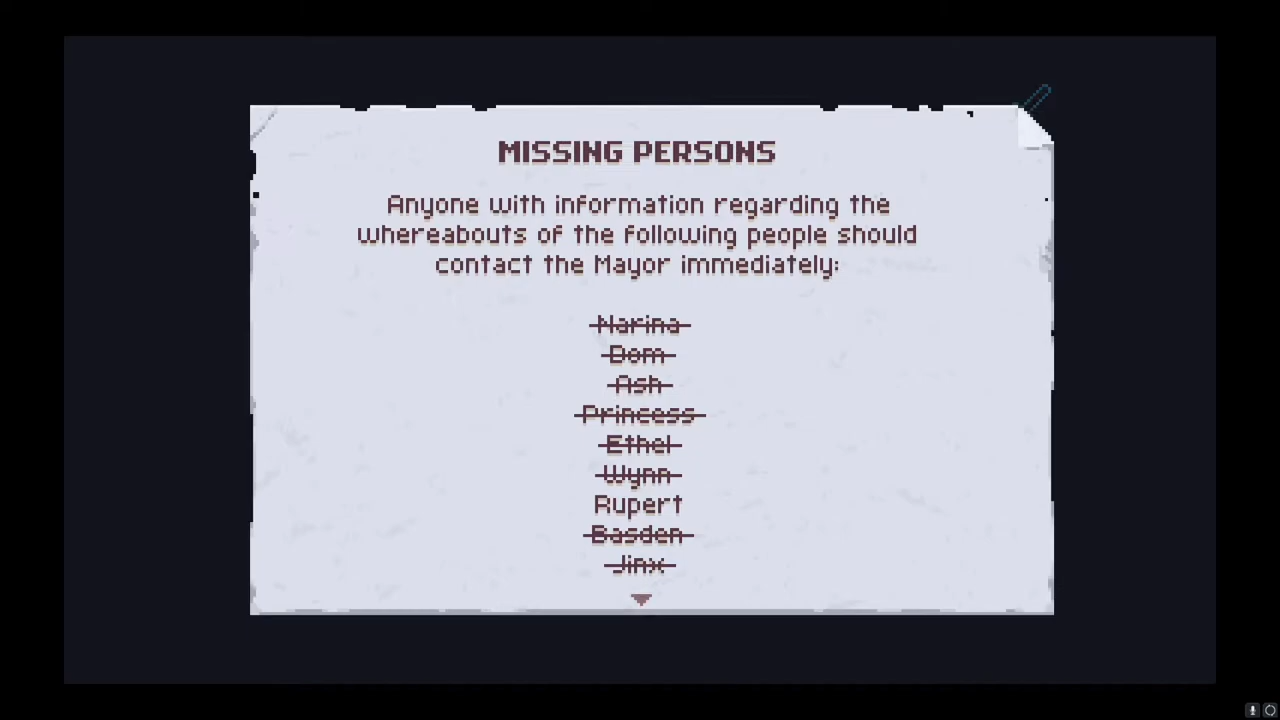 MISSING PERSONS
Anyone with information regarding the
whereabouts of the following people should
contact the Mayor immediately:
Narina
Dom
Ash
Princess
Ethel
Wynn
Rupert
Basden
Jinx